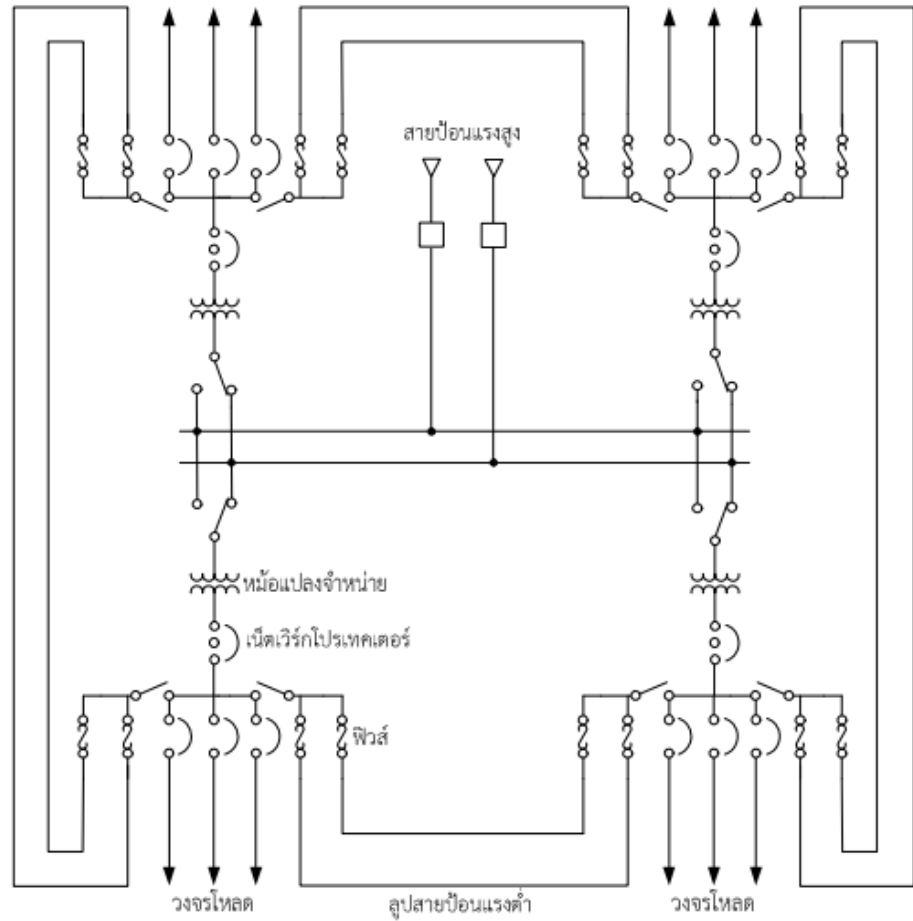 สายป้อนแรงสูง
หม้อแปลงจำหน่าย
เน็ตเวิร์กโปรเทคเตอร์
ฟิวส์
วงจรโหลด
ลูปสายป้อนแรงต่ำ
วงจรโหลด